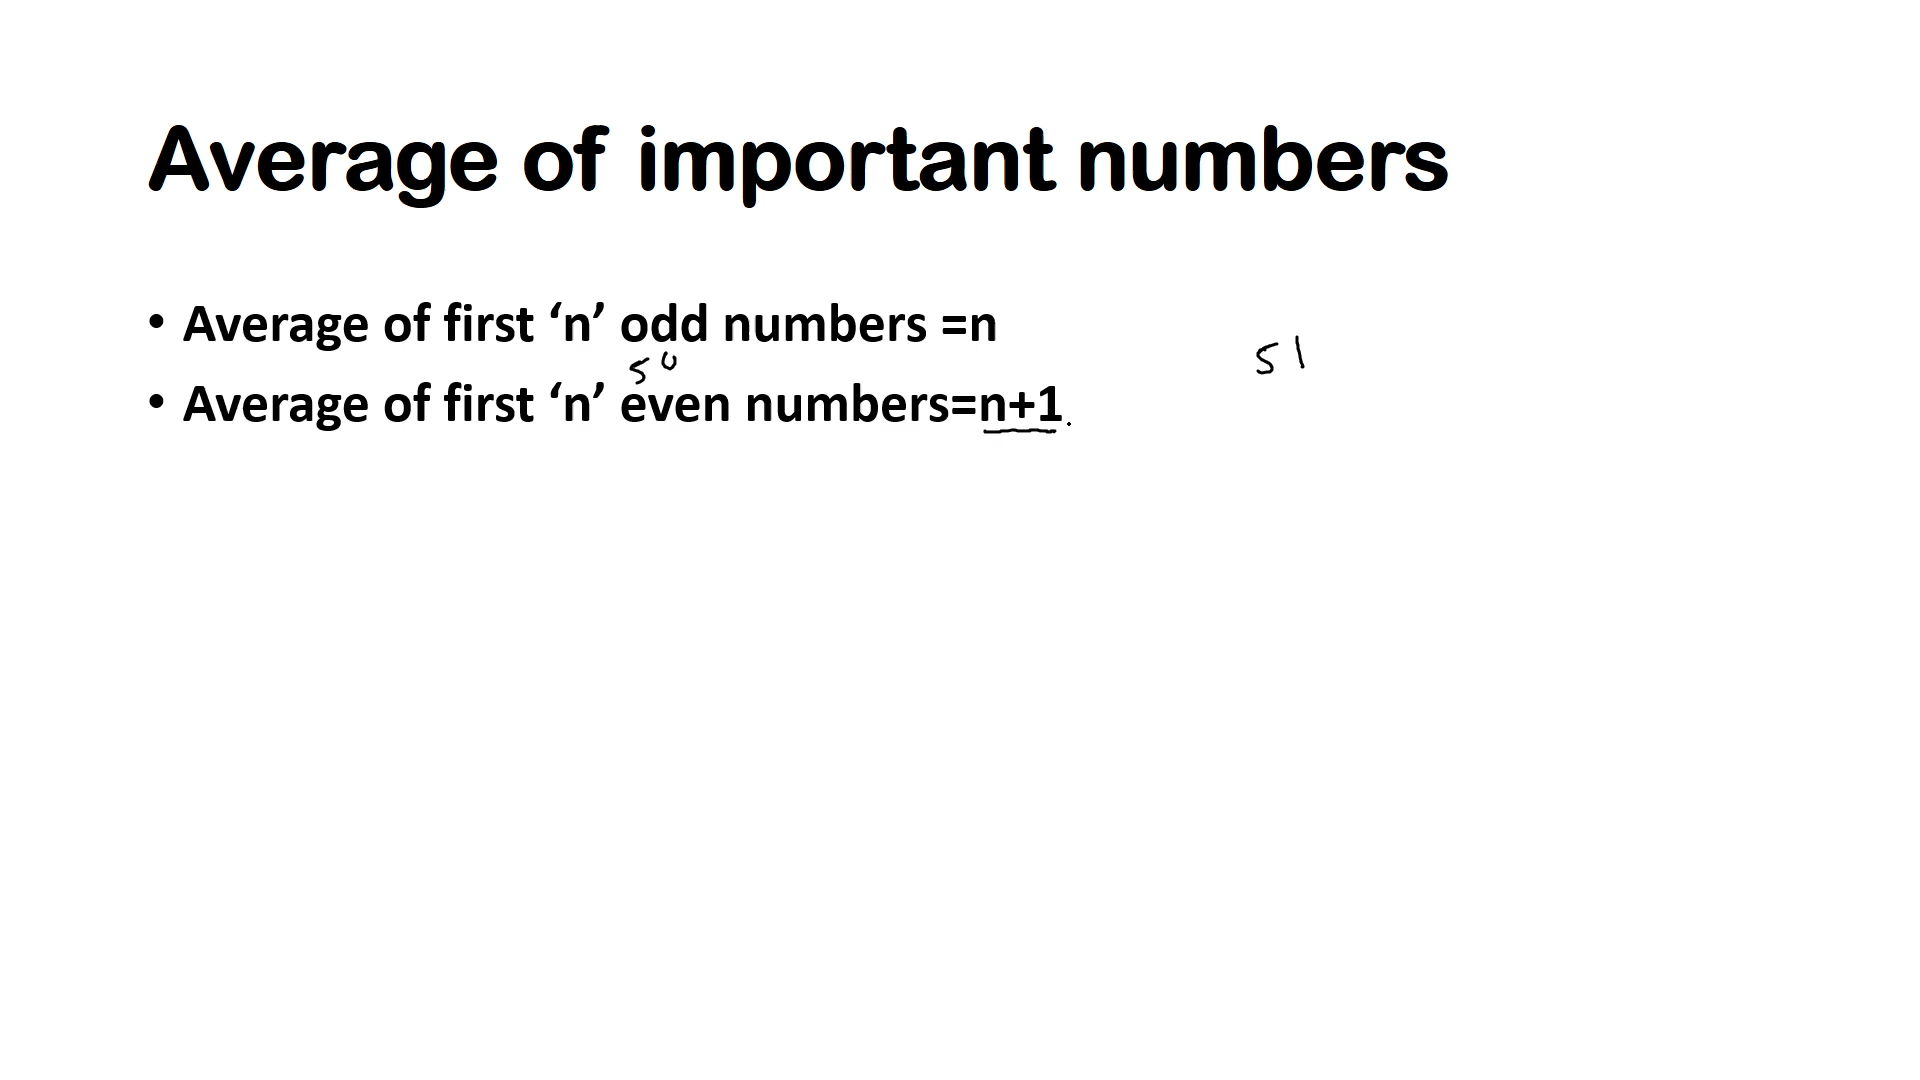 Average of important numbers
• Average of first ‘n’ odd numbers =n
50
51
• Average of first ‘n’ even numbers=n+1.